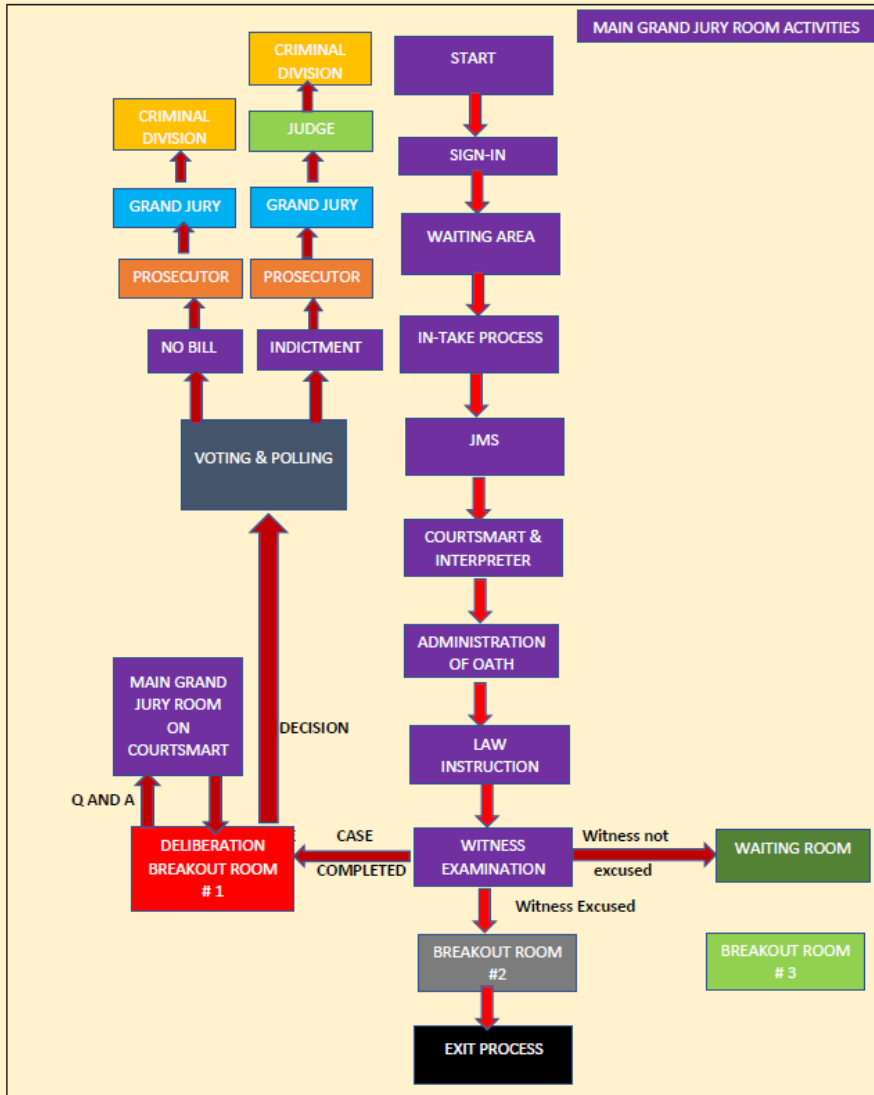 MAIN GRAND JURY ROOM ACTIVITIES
CRIMINAL
DIVISION
START
CRIMINAL
DIVISION
JUDGE
SIGN-IN
GRAND JURY
GRAND JURY
WAITING AREA
PROSECUTOR
PROSECUTOR
IN-TAKE PROCESS
NO BILL
INDICTMENT
VOTING & POLLING
JMS
COURTSMART &
INTERPRETER
ADMINISTRATION
OF OATH
MAIN GRAND
JURY ROOM
ON
COURTSMART
DECISION
LAW
INSTRUCTION
Q AND A
DELIBERATION
BREAKOUT ROOM
# 1
CASE
COMPLETED
WITNESS
EXAMINATION
Witness not
excused
WAITING ROOM
Witness Excused
BREAKOUT ROOM
#2
BREAKOUT ROOM
# 3
EXIT PROCESS